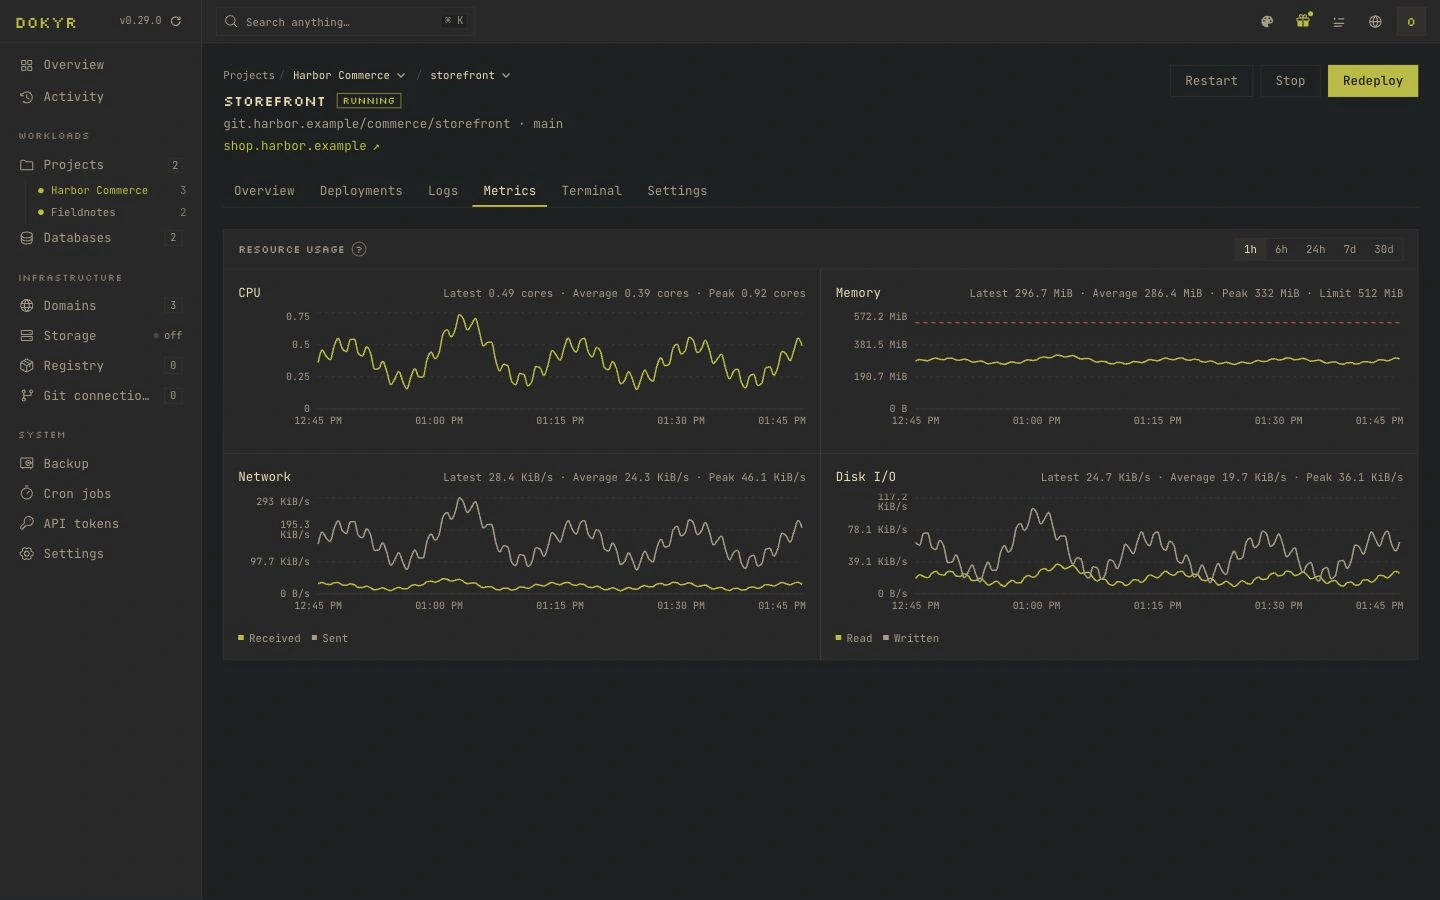 DOKYR v0.29.0
Search anything… ⌘ K
O
Overview
Activity
WORKLOADS
Projects 2
Harbor Commerce 3
Fieldnotes 2
Databases 2
INFRASTRUCTURE
Domains 3
Storage off
Registry 0
Git connectio… 0
SYSTEM
Backup
Cron jobs
API tokens
Settings
Projects / Harbor Commerce / storefront
STOREFRONT RUNNING
git.harbor.example/commerce/storefront · main
shop.harbor.example ↗
Restart Stop Redeploy
Overview Deployments Logs Metrics Terminal Settings
RESOURCE USAGE ?
1h 6h 24h 7d 30d
CPU Latest 0.49 cores · Average 0.39 cores · Peak 0.92 cores
0.75
0.5
0.25
0
12:45 PM 01:00 PM 01:15 PM 01:30 PM 01:45 PM
Memory Latest 296.7 MiB · Average 286.4 MiB · Peak 332 MiB · Limit 512 MiB
572.2 MiB
381.5 MiB
190.7 MiB
0 B
12:45 PM 01:00 PM 01:15 PM 01:30 PM 01:45 PM
Network Latest 28.4 KiB/s · Average 24.3 KiB/s · Peak 46.1 KiB/s
293 KiB/s
195.3
KiB/s
97.7 KiB/s
0 B/s
12:45 PM 01:00 PM 01:15 PM 01:30 PM 01:45 PM
Received Sent
Disk I/O Latest 24.7 KiB/s · Average 19.7 KiB/s · Peak 36.1 KiB/s
117.2
KiB/s
78.1 KiB/s
39.1 KiB/s
0 B/s
12:45 PM 01:00 PM 01:15 PM 01:30 PM 01:45 PM
Read Written